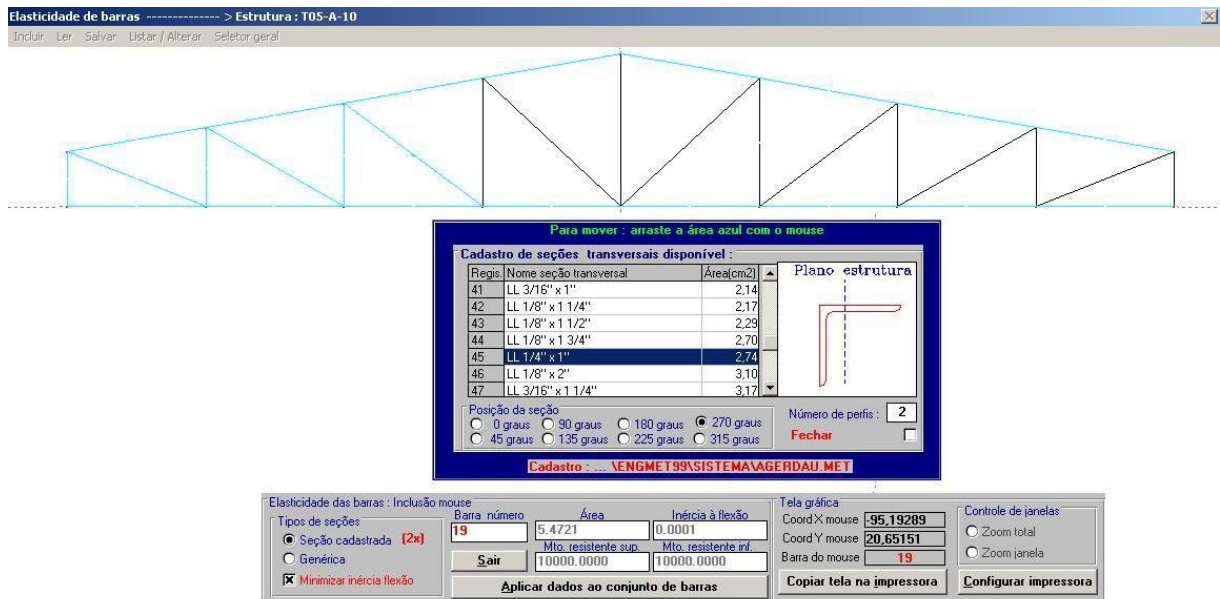 Elasticidade de barras -------------- > Estrutura : T05-A-10
Incluir Ler Salvar Listar / Alterar Seletor geral
Para mover : arraste a área azul com o mouse
Cadastro de seções transversais disponível :
Regis. Nome seção transversal Área(cm2)
41 LL 3/16" x 1" 2,14
42 LL 1/8" x 1 1/4" 2,17
43 LL 1/8" x 1 1/2" 2,29
44 LL 1/8" x 1 3/4" 2,70
45 LL 1/4" x 1" 2,74
46 LL 1/8" x 2" 3,10
47 LL 3/16" x 1 1/4" 3,17
Plano estrutura
Posição da seção
0 graus 90 graus 180 graus 270 graus
45 graus 135 graus 225 graus 315 graus
Número de perfis : 2
Fechar
Cadastro : ... \ENGMET99\SISTEMA\AGERDAU.MET
Elasticidade das barras : Inclusão mouse
Tipos de seções
Seção cadastrada (2x)
Genérica
Minimizar inércia flexão
Barra número
19
Sair
Área
5.4721
Inércia à flexão
0.0001
Mto. resistente sup.
10000.0000
Mto. resistente inf.
10000.0000
Aplicar dados ao conjunto de barras
Tela gráfica
Coord X mouse -95,19289
Coord Y mouse 20,65151
Barra do mouse 19
Copiar tela na impressora
Controle de janelas
Zoom total
Zoom janela
Configurar impressora